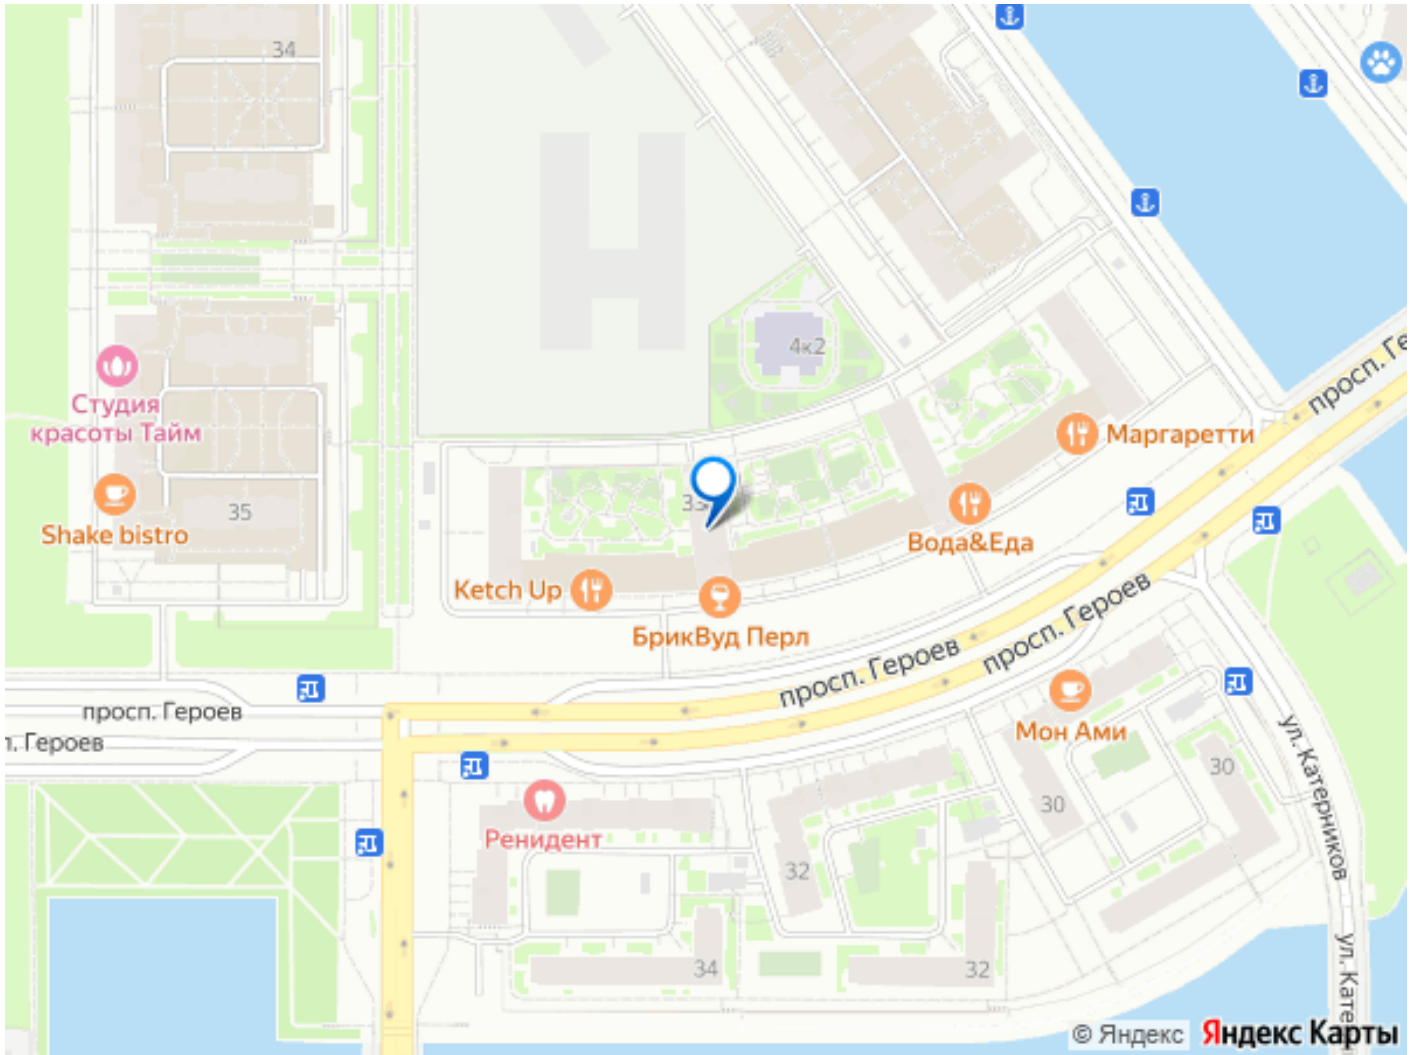 34
4к2
просп. Ге
Студия
красоты Тайм
Маргаретти
35
33
Shake bistro
Вода&Еда
Ketch Up
БрикВуд Перл
просп. Героев
просп. Героев
просп. Героев
Героев
Мон Ами
ул. Катерников
30
30
Ренидент
32
34
32
ул. Кате
© Яндекс Яндекс Карты